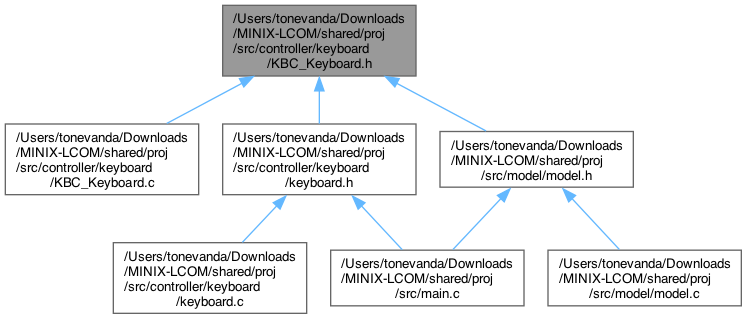 /Users/tonevanda/Downloads
/MINIX-LCOM/shared/proj
/src/controller/keyboard
/KBC_Keyboard.h
/Users/tonevanda/Downloads
/MINIX-LCOM/shared/proj
/src/controller/keyboard
/KBC_Keyboard.c
/Users/tonevanda/Downloads
/MINIX-LCOM/shared/proj
/src/controller/keyboard
/keyboard.h
/Users/tonevanda/Downloads
/MINIX-LCOM/shared/proj
/src/model/model.h
/Users/tonevanda/Downloads
/MINIX-LCOM/shared/proj
/src/controller/keyboard
/keyboard.c
/Users/tonevanda/Downloads
/MINIX-LCOM/shared/proj
/src/main.c
/Users/tonevanda/Downloads
/MINIX-LCOM/shared/proj
/src/model/model.c